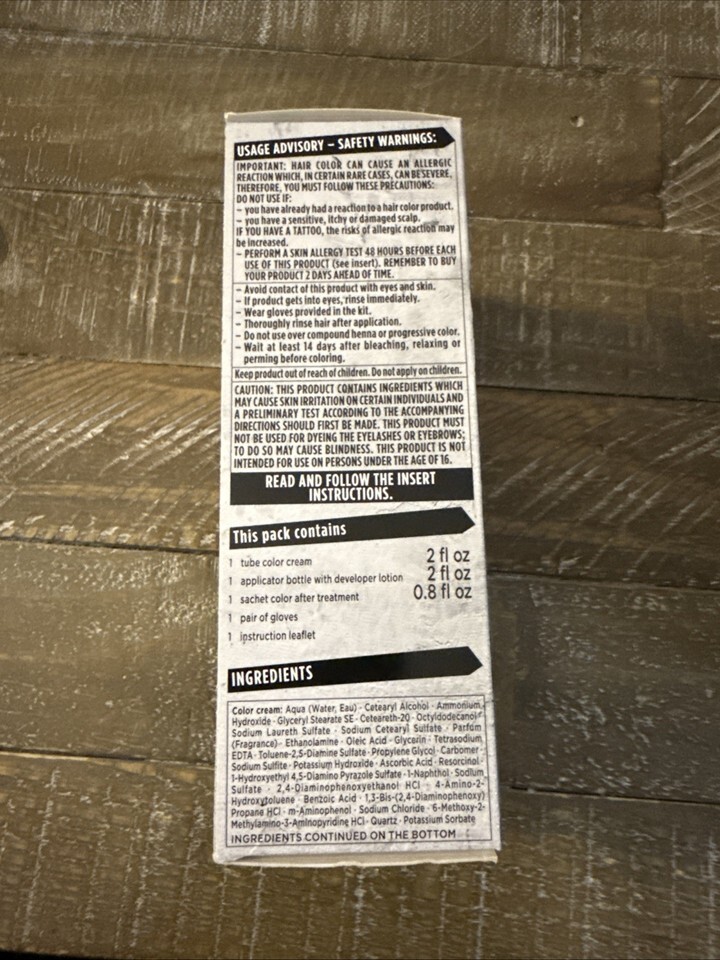 USAGE ADVISORY – SAFETY WARNINGS:
IMPORTANT: HAIR COLOR CAN CAUSE AN ALLERGIC
REACTION WHICH, IN CERTAIN RARE CASES, CAN BE SEVERE,
THEREFORE, YOU MUST FOLLOW THESE PRECAUTIONS:
DO NOT USE IF:
– you have already had a reaction to a hair color product.
– you have a sensitive, itchy or damaged scalp.
IF YOU HAVE A TATTOO, the risks of allergic reaction may
be increased.
– PERFORM A SKIN ALLERGY TEST 48 HOURS BEFORE EACH
USE OF THIS PRODUCT (see insert). REMEMBER TO BUY
YOUR PRODUCT 2 DAYS AHEAD OF TIME.
– Avoid contact of this product with eyes and skin.
– If product gets into eyes, rinse immediately.
– Wear gloves provided in the kit.
– Thoroughly rinse hair after application.
– Do not use over compound henna or progressive color.
– Wait at least 14 days after bleaching, relaxing or
perming before coloring.
Keep product out of reach of children. Do not apply on children.
CAUTION: THIS PRODUCT CONTAINS INGREDIENTS WHICH
MAY CAUSE SKIN IRRITATION ON CERTAIN INDIVIDUALS AND
A PRELIMINARY TEST ACCORDING TO THE ACCOMPANYING
DIRECTIONS SHOULD FIRST BE MADE. THIS PRODUCT MUST
NOT BE USED FOR DYEING THE EYELASHES OR EYEBROWS;
TO DO SO MAY CAUSE BLINDNESS. THIS PRODUCT IS NOT
INTENDED FOR USE ON PERSONS UNDER THE AGE OF 16.
READ AND FOLLOW THE INSERT
INSTRUCTIONS.
This pack contains
1 tube color cream 2 fl oz
1 applicator bottle with developer lotion 2 fl oz
1 sachet color after treatment 0.8 fl oz
1 pair of gloves
1 instruction leaflet
INGREDIENTS
Color cream: Aqua (Water, Eau) · Cetearyl Alcohol · Ammonium
Hydroxide · Glyceryl Stearate SE · Ceteareth-20 · Octyldodecanol
Sodium Laureth Sulfate · Sodium Cetearyl Sulfate · Parfum
(Fragrance) · Ethanolamine · Oleic Acid · Glycerin · Tetrasodium
EDTA · Toluene-2,5-Diamine Sulfate · Propylene Glycol · Carbomer ·
Sodium Sulfite · Potassium Hydroxide · Ascorbic Acid · Resorcinol ·
1-Hydroxyethyl 4,5-Diamino Pyrazole Sulfate · 1-Naphthol · Sodium
Sulfate · 2,4-Diaminophenoxyethanol HCl · 4-Amino-2-
Hydroxytoluene · Benzoic Acid · 1,3-Bis-(2,4-Diaminophenoxy)
Propane HCl · m-Aminophenol · Sodium Chloride · 6-Methoxy-2-
Methylamino-3-Aminopyridine HCl · Quartz · Potassium Sorbate
INGREDIENTS CONTINUED ON THE BOTTOM